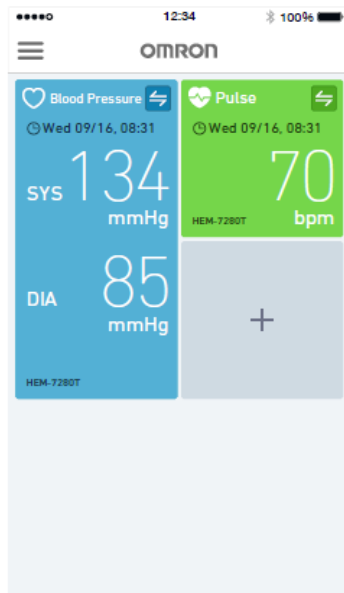 12:34 100%
OMRON
Blood Pressure
Wed 09/16, 08:31
SYS 134
mmHg
DIA 85
mmHg
HEM-7280T
Pulse
Wed 09/16, 08:31
70
HEM-7280T bpm
+